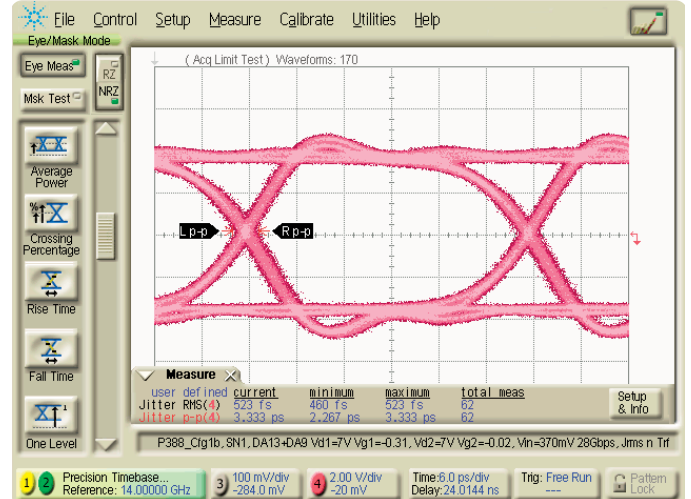 File Control Setup Measure Calibrate Utilities Help
Eye/Mask Mode
Eye Meas
RZ
Msk Test
NRZ
( Acq Limit Test ) Waveforms: 170
Average
Power
Crossing
Percentage
Rise Time
Fall Time
One Level
L p-p
R p-p
Measure
user defined current minimum maximum total meas
Jitter RMS(4) 523 fs 460 fs 523 fs 62
Jitter p-p(4) 3.333 ps 2.267 ps 3.333 ps 62
Setup
& Info
P388_Cfg1b, SN1, DA13+DA9 Vd1=7V Vg1=-0.31, Vd2=7V Vg2=-0.02, Vin=370mV 28Gbps, Jrms n Trf
1 2 Precision Timebase...
Reference: 14.00000 GHz
3 100 mV/div
-284.0 mV
4 2.00 V/div
-20 mV
Time:6.0 ps/div
Delay:24.0144 ns
Trig: Free Run
---
Pattern
Lock